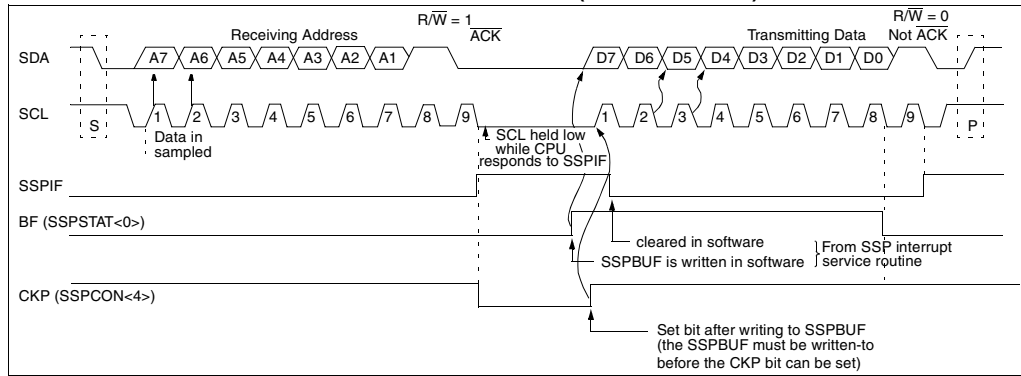 R/W = 1
ACK
R/W = 0
Not ACK
Receiving Address
Transmitting Data
SDA
A7 A6 A5 A4 A3 A2 A1
D7 D6 D5 D4 D3 D2 D1 D0
SCL
S
1 2 3 4 5 6 7 8 9
1 2 3 4 5 6 7 8 9
P
Data in
sampled
SCL held low
while CPU
responds to SSPIF
SSPIF
BF (SSPSTAT<0>)
cleared in software
SSPBUF is written in software
From SSP interrupt
service routine
CKP (SSPCON<4>)
Set bit after writing to SSPBUF
(the SSPBUF must be written-to
before the CKP bit can be set)